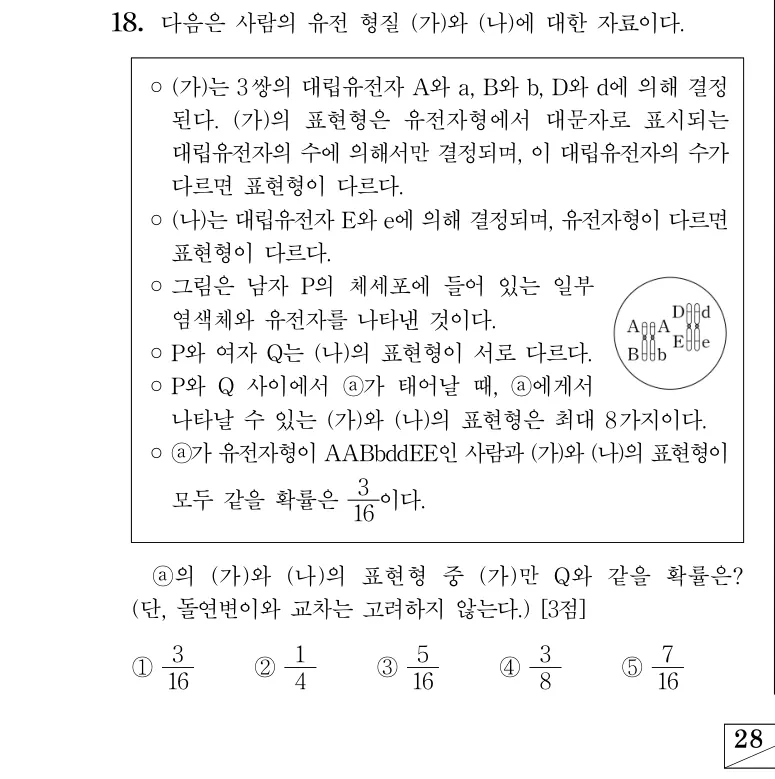 18. 다음은 사람의 유전 형질 (가)와 (나)에 대한 자료이다.
○ (가)는 3쌍의 대립유전자 A와 a, B와 b, D와 d에 의해 결정
된다. (가)의 표현형은 유전자형에서 대문자로 표시되는
대립유전자의 수에 의해서만 결정되며, 이 대립유전자의 수가
다르면 표현형이 다르다.
○ (나)는 대립유전자 E와 e에 의해 결정되며, 유전자형이 다르면
표현형이 다르다.
○ 그림은 남자 P의 체세포에 들어 있는 일부
염색체와 유전자를 나타낸 것이다.
A A D d
B b E e
○ P와 여자 Q는 (나)의 표현형이 서로 다르다.
○ P와 Q 사이에서 ⓐ가 태어날 때, ⓐ에게서
나타날 수 있는 (가)와 (나)의 표현형은 최대 8가지이다.
○ ⓐ가 유전자형이 AABbddEE인 사람과 (가)와 (나)의 표현형이
모두 같을 확률은 3/16이다.
ⓐ의 (가)와 (나)의 표현형 중 (가)만 Q와 같을 확률은?
(단, 돌연변이와 교차는 고려하지 않는다.) [3점]
① 3/16 ② 1/4 ③ 5/16 ④ 3/8 ⑤ 7/16
28